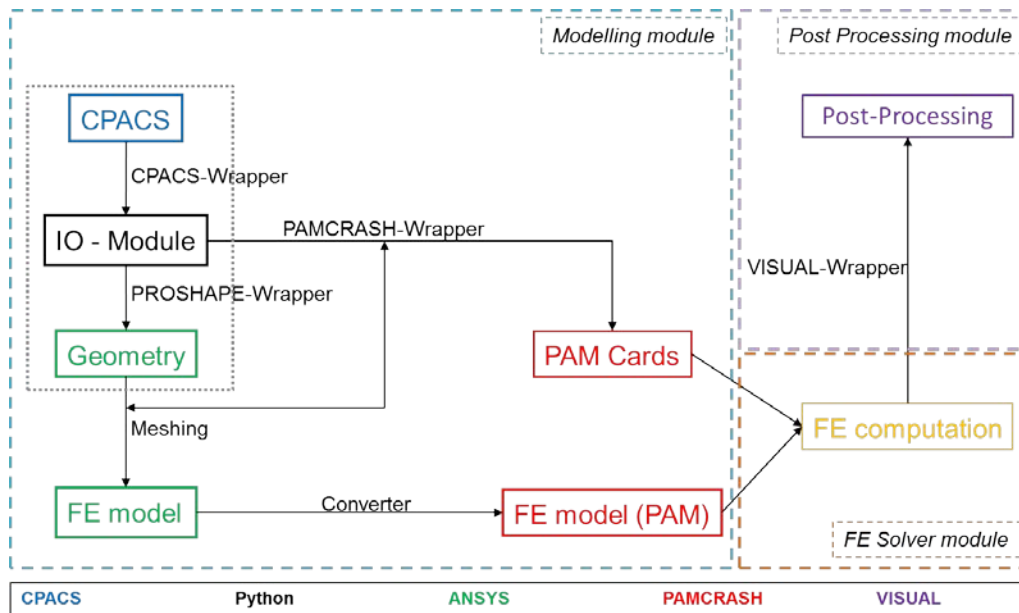 Modelling module
Post Processing module
CPACS
Post-Processing
CPACS-Wrapper
IO - Module
PAMCRASH-Wrapper
VISUAL-Wrapper
PROSHAPE-Wrapper
Geometry
PAM Cards
Meshing
FE computation
FE model
Converter
FE model (PAM)
FE Solver module
CPACS Python ANSYS PAMCRASH VISUAL